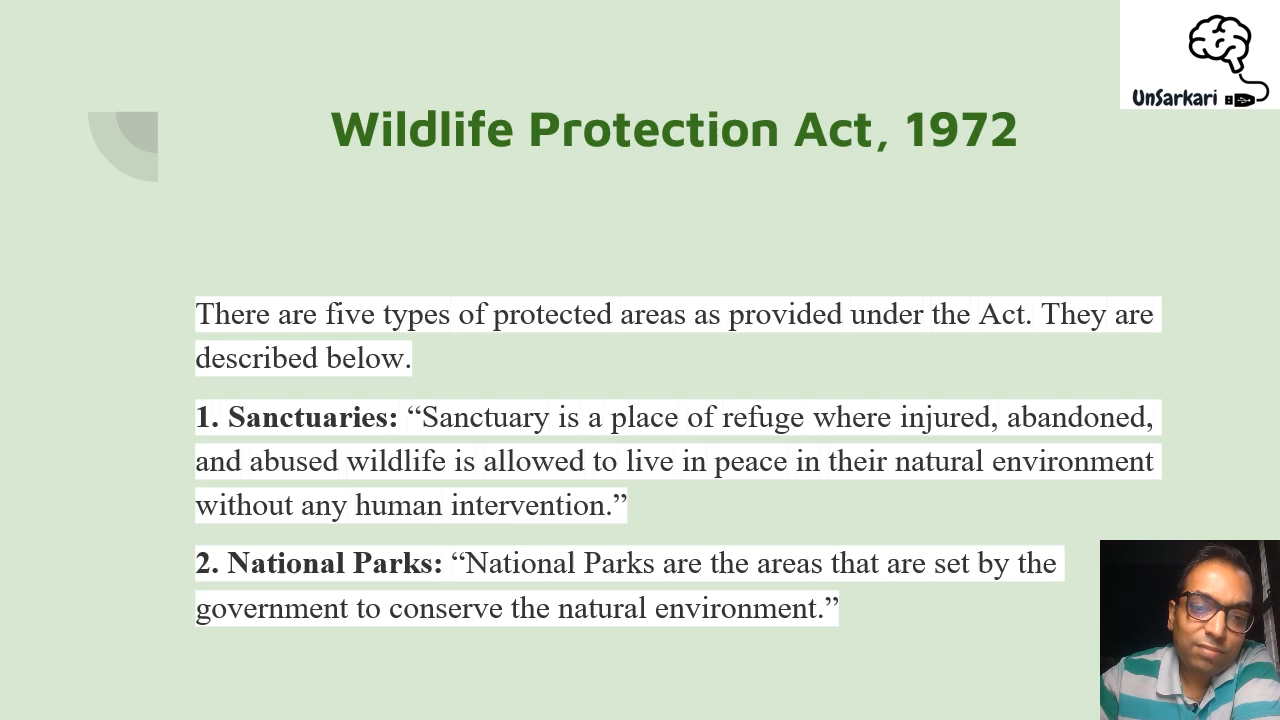 UnSarkari
Wildlife Protection Act, 1972
There are five types of protected areas as provided under the Act. They are
described below.
1. Sanctuaries: “Sanctuary is a place of refuge where injured, abandoned,
and abused wildlife is allowed to live in peace in their natural environment
without any human intervention.”
2. National Parks: “National Parks are the areas that are set by the
government to conserve the natural environment.”